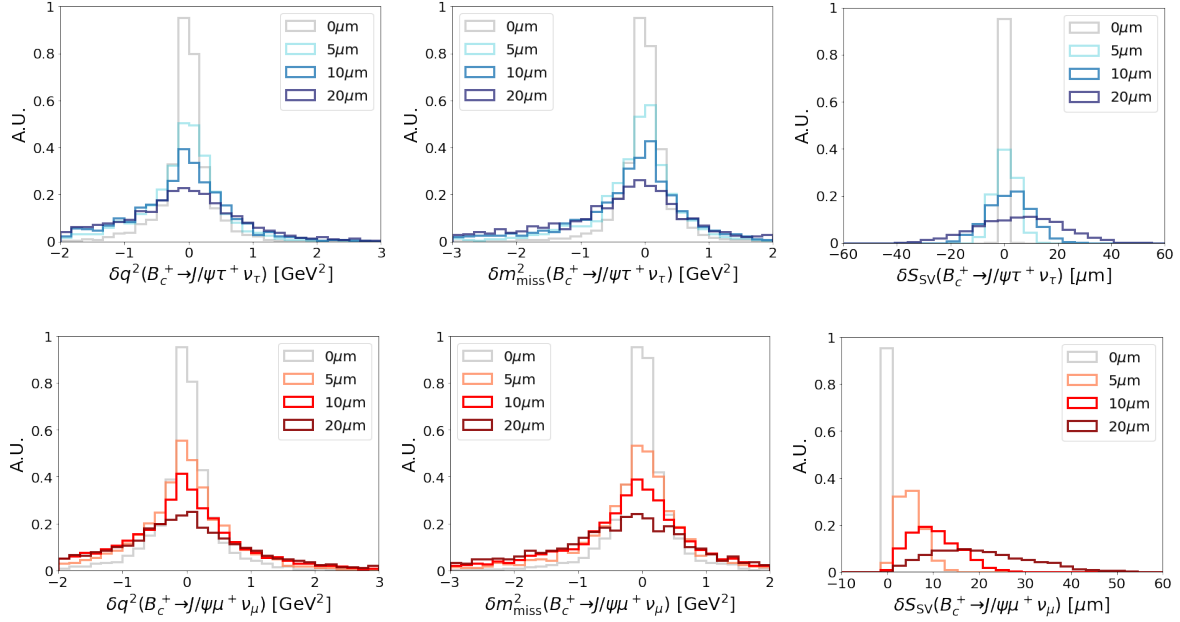 1
0.8
0.6
0.4
0.2
0
A.U.
0μm
5μm
10μm
20μm
−2 −1 0 1 2 3
δq²(B_c⁺→J/ψτ⁺ν_τ) [GeV²]
1
0.8
0.6
0.4
0.2
0
A.U.
0μm
5μm
10μm
20μm
−3 −2 −1 0 1 2
δm²_miss(B_c⁺→J/ψτ⁺ν_τ) [GeV²]
1
0.8
0.6
0.4
0.2
0
A.U.
0μm
5μm
10μm
20μm
−60 −40 −20 0 20 40 60
δS_SV(B_c⁺→J/ψτ⁺ν_τ) [μm]
1
0.8
0.6
0.4
0.2
0
A.U.
0μm
5μm
10μm
20μm
−2 −1 0 1 2 3
δq²(B_c⁺→J/ψμ⁺ν_μ) [GeV²]
1
0.8
0.6
0.4
0.2
0
A.U.
0μm
5μm
10μm
20μm
−3 −2 −1 0 1 2
δm²_miss(B_c⁺→J/ψμ⁺ν_μ) [GeV²]
1
0.8
0.6
0.4
0.2
0
A.U.
0μm
5μm
10μm
20μm
−10 0 10 20 30 40 50 60
δS_SV(B_c⁺→J/ψμ⁺ν_μ) [μm]